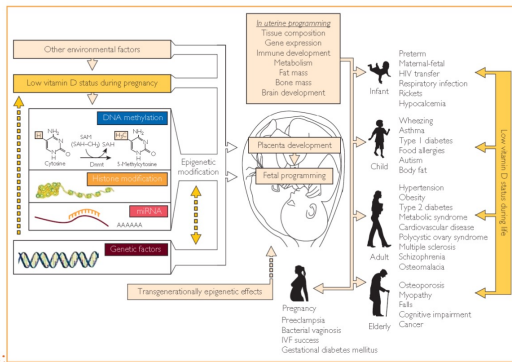 Other environmental factors
Low vitamin D status during pregnancy
DNA methylation
H
NH₂
N
N
O
H
Cytosine
SAM
(SAH–CH₃) SAH
Dnmt
H₃C
NH₂
N
N
O
H
5-Methylcytosine
Histone modification
miRNA
AAAAAA
Genetic factors
Epigenetic
modification
Transgenerationally epigenetic effects
In uterine programming
Tissue composition
Gene expression
Immune development
Metabolism
Fat mass
Bone mass
Brain development
Placenta development
Fetal programming
Infant
Preterm
Maternal-fetal
HIV transfer
Respiratory infection
Rickets
Hypocalcemia
Child
Wheezing
Asthma
Type 1 diabetes
Food allergies
Autism
Body fat
Adult
Hypertension
Obesity
Type 2 diabetes
Metabolic syndrome
Cardiovascular disease
Polycystic ovary syndrome
Multiple sclerosis
Schizophrenia
Osteomalacia
Elderly
Osteoporosis
Myopathy
Falls
Cognitive impairment
Cancer
Pregnancy
Preeclampsia
Bacterial vaginosis
IVF success
Gestational diabetes mellitus
Low vitamin D status during life